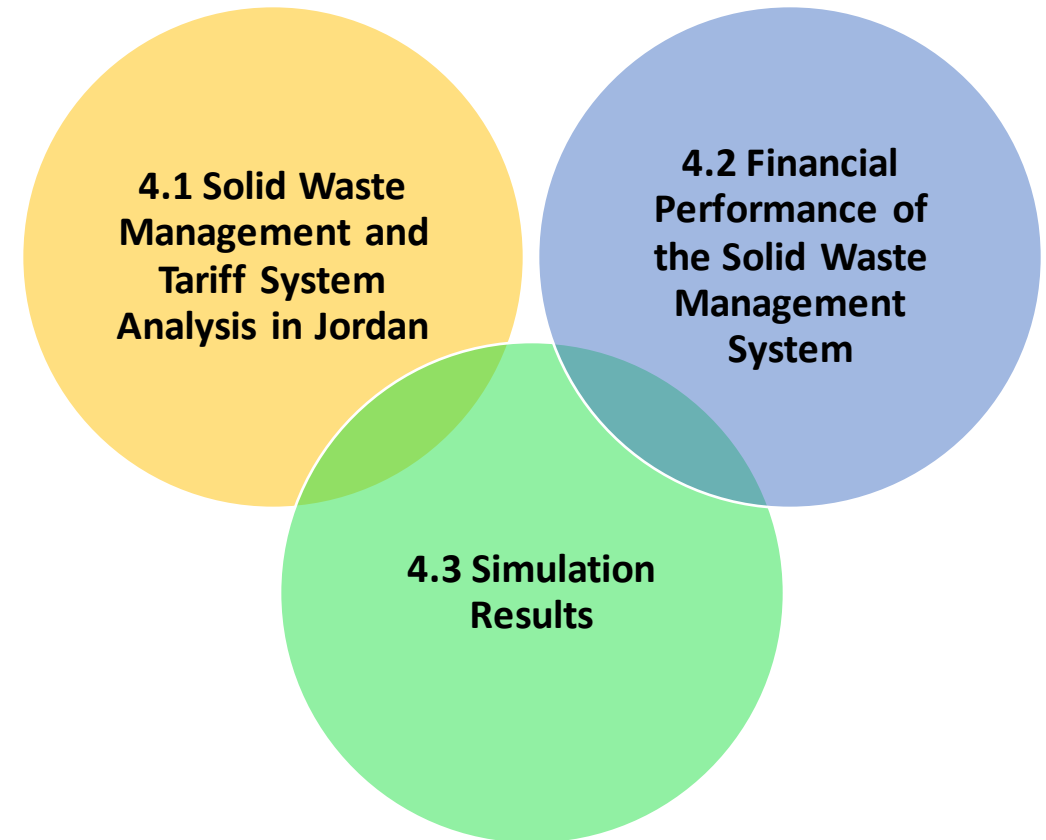 4.1 Solid Waste
Management and
Tariff System
Analysis in Jordan
4.2 Financial
Performance of
the Solid Waste
Management
System
4.3 Simulation
Results